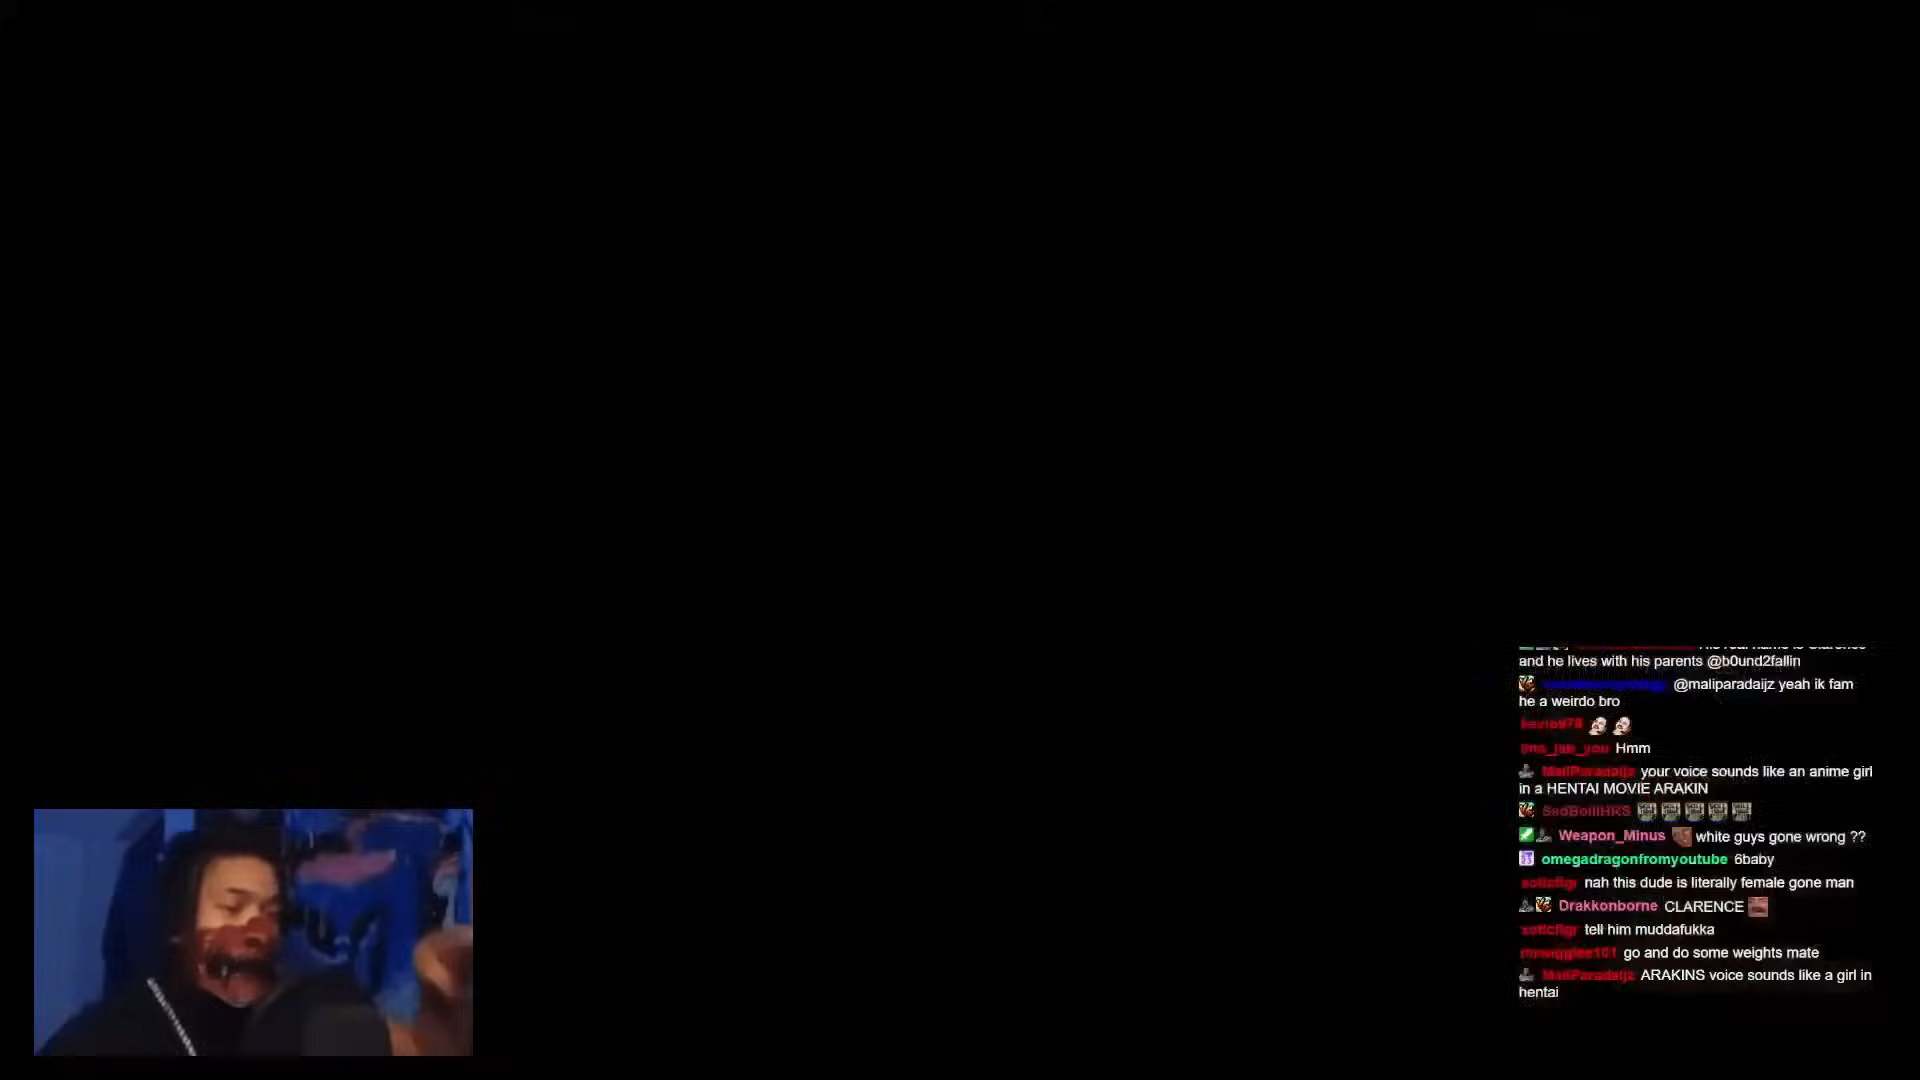 and he lives with his parents @b0und2fallin
@maliparadaijz yeah ik fam
he a weirdo bro
Hmm
MaliParadaijz your voice sounds like an anime girl
in a HENTAI MOVIE ARAKIN
SadBoiiiHRS
Weapon_Minus white guys gone wrong ??
omegadragonfromyoutube 6baby
nah this dude is literally female gone man
Drakkonborne CLARENCE
tell him muddafukka
go and do some weights mate
MaliParadaijz ARAKINS voice sounds like a girl in
hentai